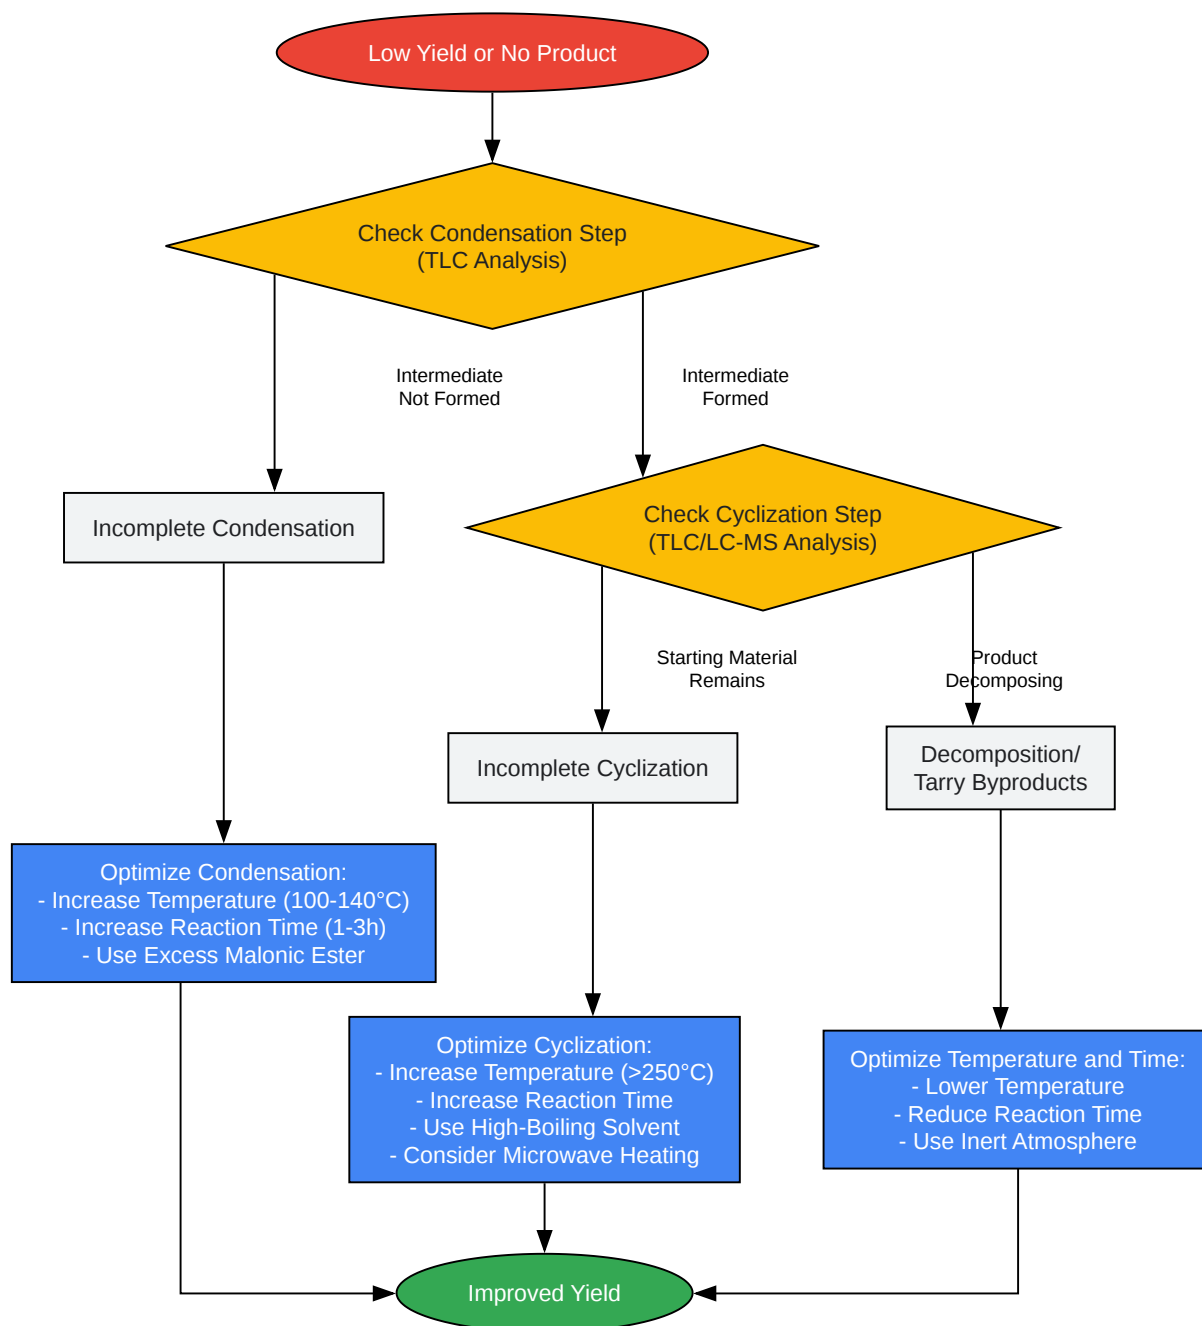 Low Yield or No Product
Check Condensation Step
(TLC Analysis)
Intermediate
Not Formed
Intermediate
Formed
Incomplete Condensation
Check Cyclization Step
(TLC/LC-MS Analysis)
Starting Material
Remains
Product
Decomposing
Incomplete Cyclization
Decomposition/
Tarry Byproducts
Optimize Condensation:
- Increase Temperature (100-140°C)
- Increase Reaction Time (1-3h)
- Use Excess Malonic Ester
Optimize Cyclization:
- Increase Temperature (>250°C)
- Increase Reaction Time
- Use High-Boiling Solvent
- Consider Microwave Heating
Optimize Temperature and Time:
- Lower Temperature
- Reduce Reaction Time
- Use Inert Atmosphere
Improved Yield